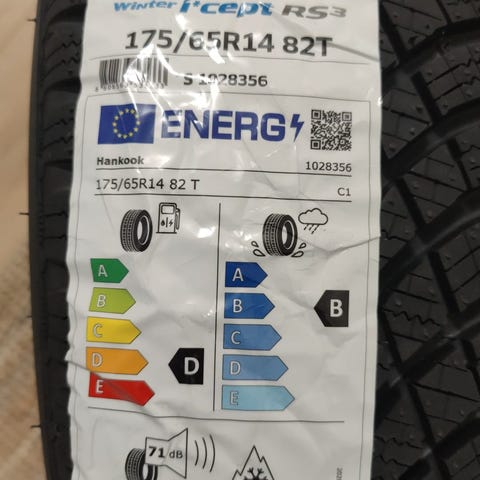 Winter i*cept RS3
175/65R14 82T
S 1028356
ENERG
Hankook 1028356
175/65R14 82 T C1
A A
B B B
C C
D D D
E E
71 dB